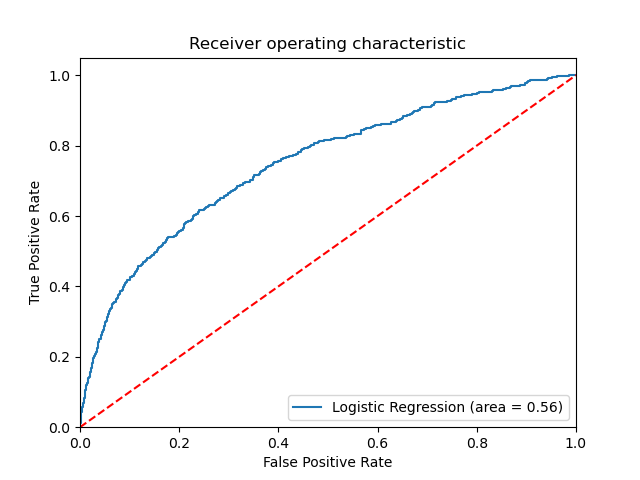 Receiver operating characteristic
True Positive Rate
1.0
0.8
0.6
0.4
0.2
0.0
Logistic Regression (area = 0.56)
0.0 0.2 0.4 0.6 0.8 1.0
False Positive Rate